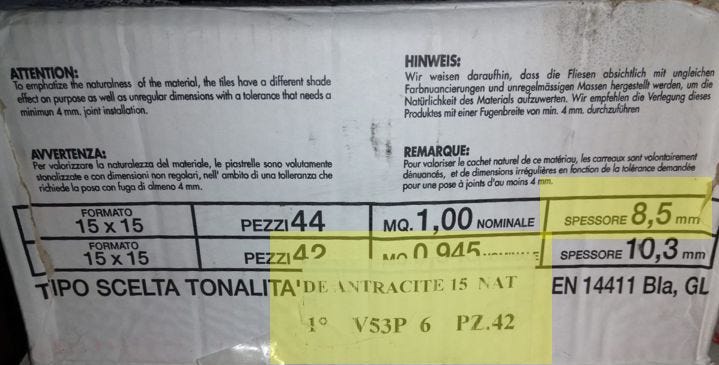 ATTENTION:
To emphatize the naturalness of the material, the tiles have a different shade
effect on purpose as well as unregular dimensions with a tolerance that needs a
minimun 4 mm. joint installation.
HINWEIS:
Wir weisen daraufhin, dass die Fliesen absichtlich mit ungleichen
Farbnuancierungen und unregelmässigen Massen hergestellt werden, um die
Natürlichkeit des Materials aufzuwerten. Wir empfehlen die Verlegung dieses
Produktes mit einer Fugenbreite von min. 4 mm. durchzuführen
AVVERTENZA:
Per valorizzare la naturalezza del materiale, le piastrelle sono volutamente
stonalizzate e con dimensioni non regolari, nell' ambito di una tolleranza che
richiede la posa con fuga di almeno 4 mm.
REMARQUE:
Pour valoriser le cachet naturel de ce matériau, les carreaux sont volontairement
dénuancés, et de dimensions irrégulières en fonction de la tolérance demandée
pour une pose à joints d'au moins 4 mm.
FORMATO 15 x 15 PEZZI 44 MQ. 1,00 NOMINALE SPESSORE 8,5 mm
FORMATO 15 x 15 PEZZI 42 MQ 0,945 SPESSORE 10,3 mm
TIPO SCELTA TONALITA' DE ANTRACITE 15 NAT EN 14411 Bla, GL
1° V53P 6 PZ.42